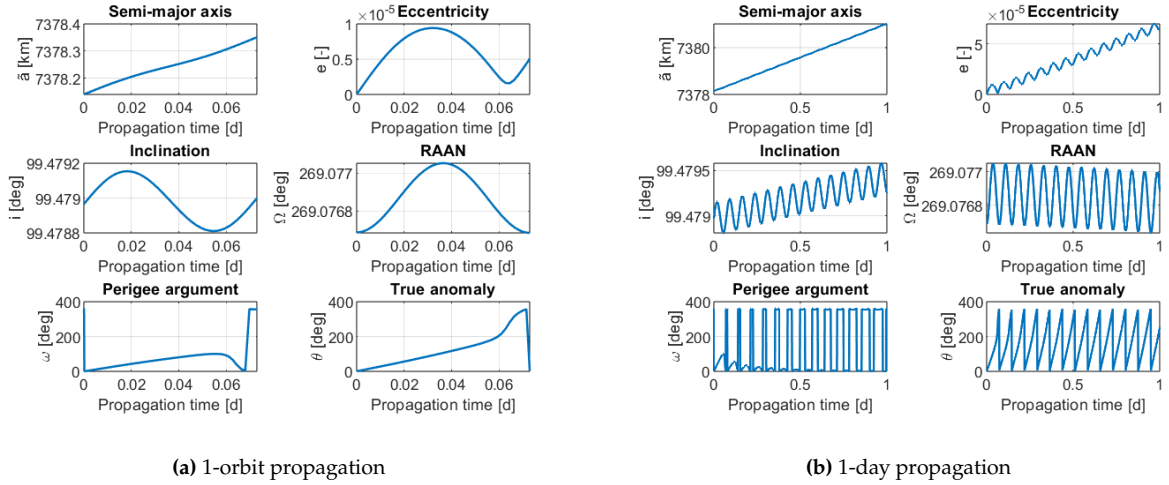 Semi-major axis
7378.4
7378.2
ã [km]
0 0.02 0.04 0.06
Propagation time [d]
×10⁻⁵ Eccentricity
1
0.5
0
e [-]
0 0.02 0.04 0.06
Propagation time [d]
Inclination
99.4792
99.479
99.4788
i [deg]
0 0.02 0.04 0.06
Propagation time [d]
RAAN
269.077
269.0768
Ω [deg]
0 0.02 0.04 0.06
Propagation time [d]
Perigee argument
400
200
0
ω [deg]
0 0.02 0.04 0.06
Propagation time [d]
True anomaly
400
200
0
θ [deg]
0 0.02 0.04 0.06
Propagation time [d]
(a) 1-orbit propagation
Semi-major axis
7380
7378
ã [km]
0 0.5 1
Propagation time [d]
×10⁻⁵ Eccentricity
5
0
e [-]
0 0.5 1
Propagation time [d]
Inclination
99.4795
99.479
i [deg]
0 0.5 1
Propagation time [d]
RAAN
269.077
269.0768
Ω [deg]
0 0.5 1
Propagation time [d]
Perigee argument
400
200
0
ω [deg]
0 0.5 1
Propagation time [d]
True anomaly
400
200
0
θ [deg]
0 0.5 1
Propagation time [d]
(b) 1-day propagation